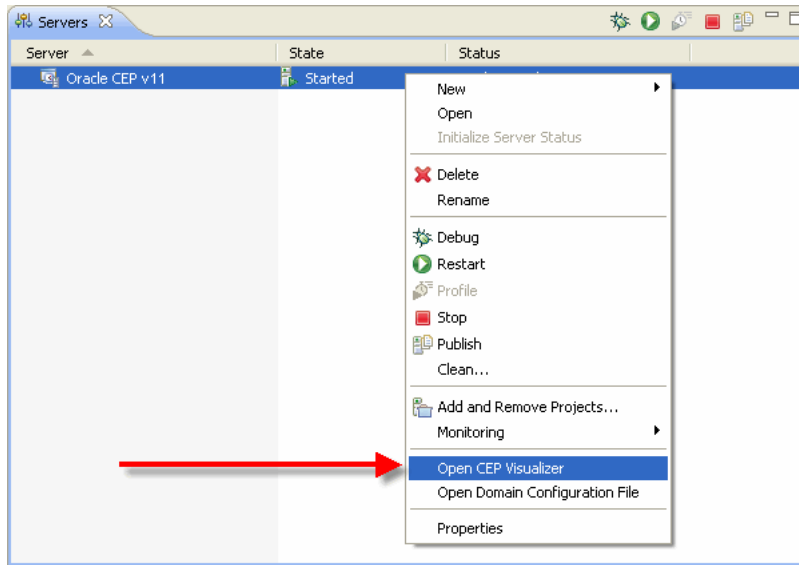 Servers
Server State Status
Oracle CEP v11 Started
New
Open
Initialize Server Status
Delete
Rename
Debug
Restart
Profile
Stop
Publish
Clean...
Add and Remove Projects...
Monitoring
Open CEP Visualizer
Open Domain Configuration File
Properties